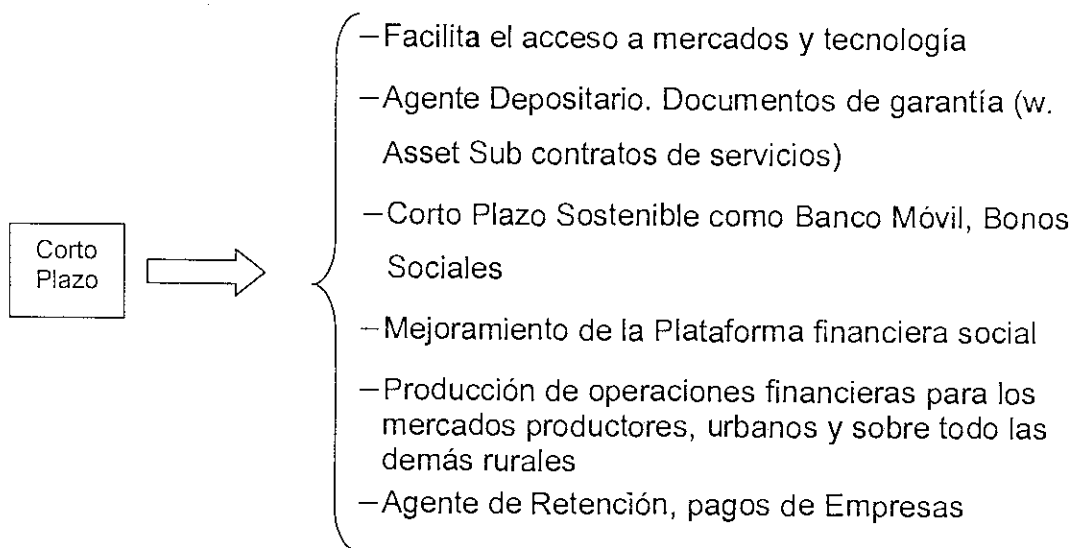 Corto
Plazo
–Facilita el acceso a mercados y tecnología
–Agente Depositario. Documentos de garantía (w.
Asset Sub contratos de servicios)
–Corto Plazo Sostenible como Banco Móvil, Bonos
Sociales
–Mejoramiento de la Plataforma financiera social
–Producción de operaciones financieras para los
mercados productores, urbanos y sobre todo las
demás rurales
–Agente de Retención, pagos de Empresas